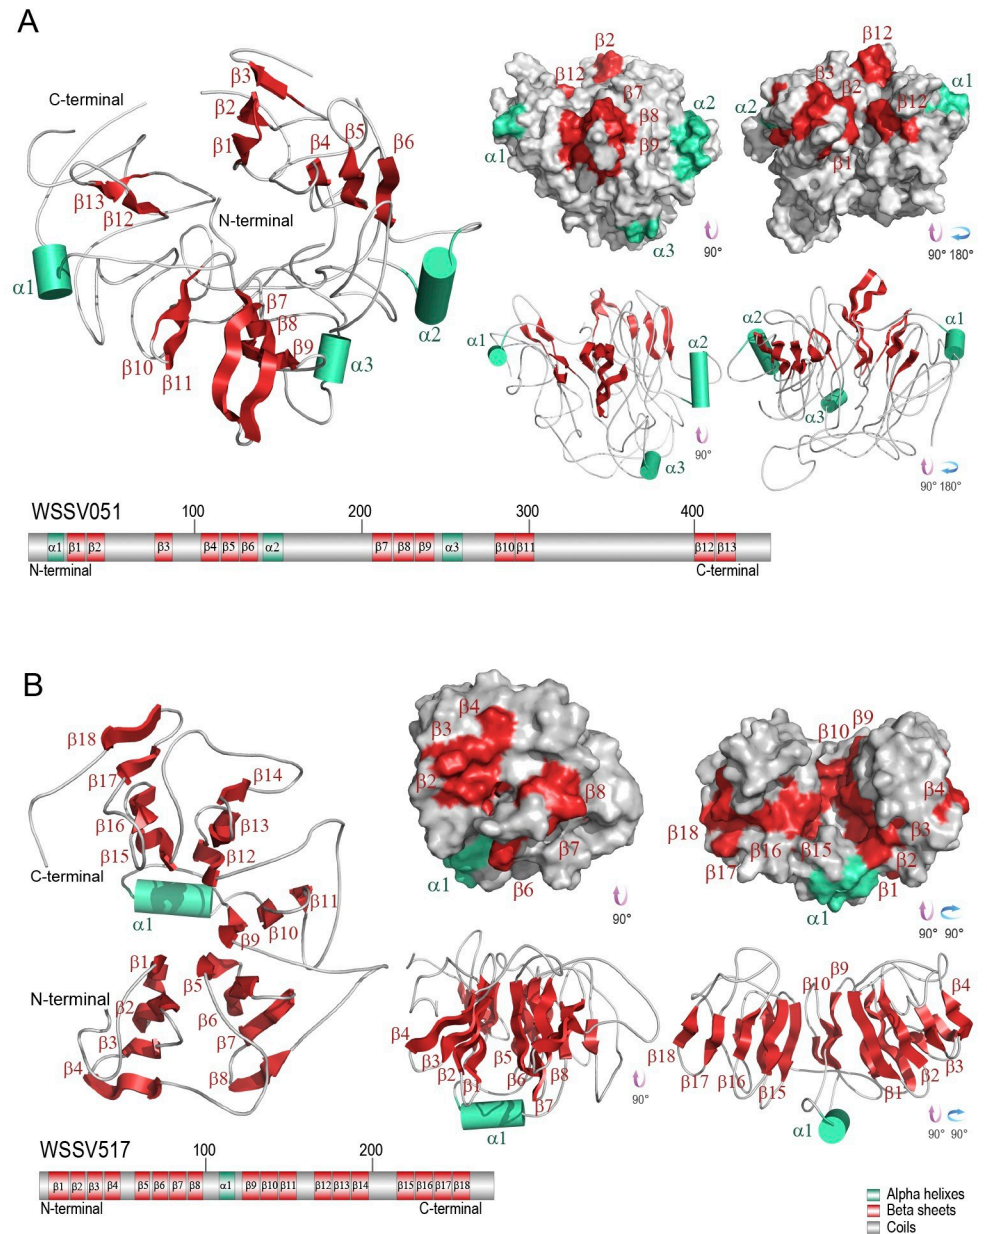 A
C-terminal
β3
β2
β1
β4
β5
β6
β13
β12
N-terminal
α1
β7
β8
β9
β10
β11
α3
α2
β2
β12
β7
α2
β8
β9
α1
α3
90°
β12
β3
β2
α1
α2
β12
β1
90° 180°
α1
α2
α3
90°
α2
α1
α3
90° 180°
WSSV051
100
200
300
400
α1 β1 β2 β3 β4 β5 β6 α2 β7 β8 β9 α3 β10 β11 β12 β13
N-terminal
C-terminal
B
β18
β17
β14
β16
β13
β15
β12
C-terminal
α1
β11
β10
β9
β1
N-terminal
β5
β2
β6
β3
β7
β4
β8
β4
β3
β2
β8
β7
α1
β6
90°
β9
β10
β4
β18
β3
β16
β15
β2
β17
β1
α1
90° 90°
β4
β3
β5
β2
β6
β8
β1
β7
α1
90°
β9
β10
β4
β18
β17
β16
β15
β3
β2
β1
α1
90° 90°
WSSV517
100
200
β1 β2 β3 β4 β5 β6 β7 β8 α1 β9 β10 β11 β12 β13 β14 β15 β16 β17 β18
N-terminal
C-terminal
Alpha helixes
Beta sheets
Coils